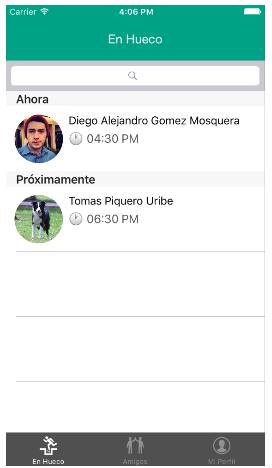 Carrier 4:06 PM
En Hueco
Ahora
Diego Alejandro Gomez Mosquera
04:30 PM
Próximamente
Tomas Piquero Uribe
06:30 PM
En Hueco Amigos Mi Perfil